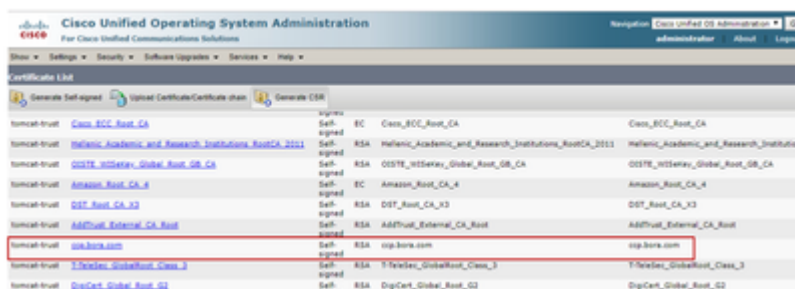 cisco
Cisco Unified Operating System Administration
For Cisco Unified Communications Solutions
Navigation Cisco Unified OS Administration
administrator About Logou
Show Settings Security Software Upgrades Services Help
Certificate List
Generate Self-signed Upload Certificate/Certificate chain Generate CSR
signed
tomcat-trust Cisco_ECC_Root_CA Self-signed EC Cisco_ECC_Root_CA Cisco_ECC_Root_CA
tomcat-trust Hellenic_Academic_and_Research_Institutions_RootCA_2011 Self-signed RSA Hellenic_Academic_and_Research_Institutions_RootCA_2011 Hellenic_Academic_and_Research_Institutio
tomcat-trust OISTE_WISeKey_Global_Root_GB_CA Self-signed RSA OISTE_WISeKey_Global_Root_GB_CA OISTE_WISeKey_Global_Root_GB_CA
tomcat-trust Amazon_Root_CA_4 Self-signed EC Amazon_Root_CA_4 Amazon_Root_CA_4
tomcat-trust DST_Root_CA_X3 Self-signed RSA DST_Root_CA_X3 DST_Root_CA_X3
tomcat-trust AddTrust_External_CA_Root Self-signed RSA AddTrust_External_CA_Root AddTrust_External_CA_Root
tomcat-trust ccp.bora.com Self-signed RSA ccp.bora.com ccp.bora.com
tomcat-trust T-TeleSec_GlobalRoot_Class_3 Self-signed RSA T-TeleSec_GlobalRoot_Class_3 T-TeleSec_GlobalRoot_Class_3
tomcat-trust DigiCert_Global_Root_G2 Self-signed RSA DigiCert_Global_Root_G2 DigiCert_Global_Root_G2